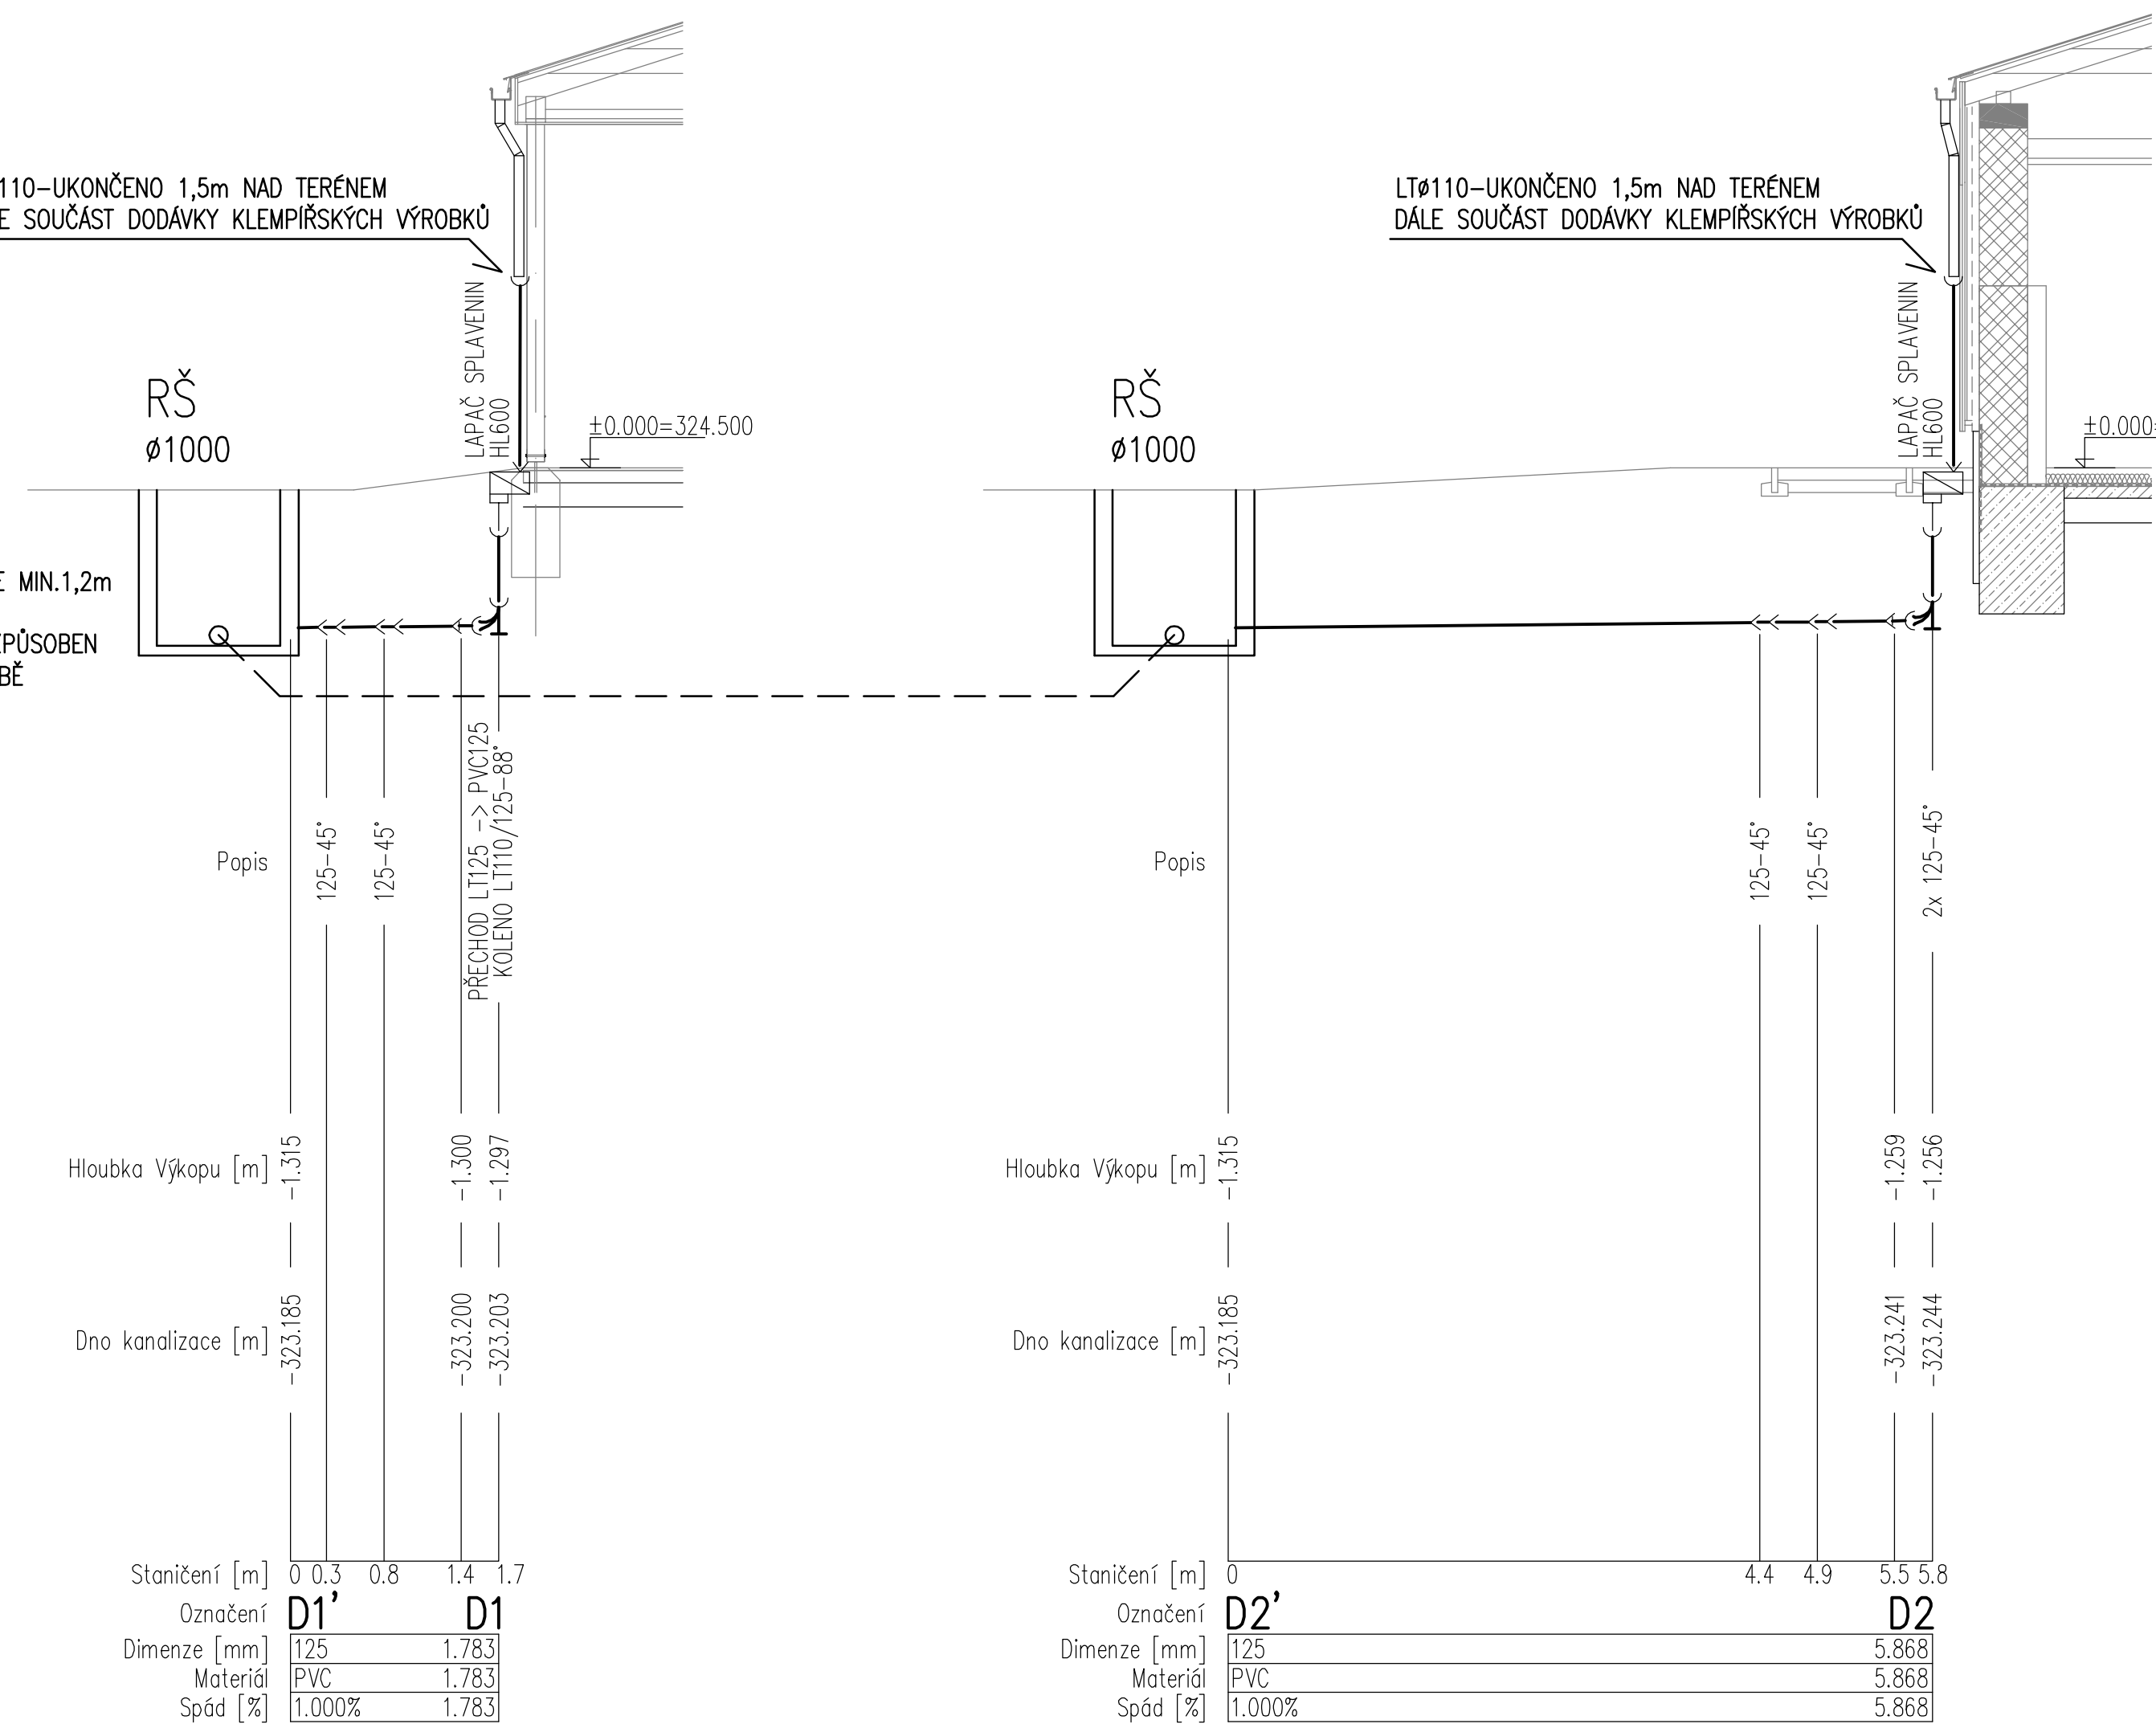 110-UKONČENO 1,5m NAD TERÉNEM
E SOUČÁST DODÁVKY KLEMPÍŘSKÝCH VÝROBKŮ
LAPAČ SPLAVENIN
HL600
RŠ
ø1000
±0.000=324.500
E MIN.1,2m
ZPŮSOBEN
BĚ
LTø110-UKONČENO 1,5m NAD TERÉNEM
DÁLE SOUČÁST DODÁVKY KLEMPÍŘSKÝCH VÝROBKŮ
LAPAČ SPLAVENIN
HL600
RŠ
ø1000
±0.000=
Popis
125-45°
125-45°
PŘECHOD LT125 -> PVC125
KOLENO LT110/125-88°
Hloubka Výkopu [m]
-1.315
-1.300
-1.297
Dno kanalizace [m]
-323.185
-323.200
-323.203
Staničení [m] 0 0.3 0.8 1.4 1.7
Označení D1' D1
Dimenze [mm] 125 1.783
Materiál PVC 1.783
Spád [%] 1.000% 1.783
Popis
125-45°
125-45°
2x 125-45°
Hloubka Výkopu [m]
-1.315
-1.259
-1.256
Dno kanalizace [m]
-323.185
-323.241
-323.244
Staničení [m] 0 4.4 4.9 5.5 5.8
Označení D2' D2
Dimenze [mm] 125 5.868
Materiál PVC 5.868
Spád [%] 1.000% 5.868